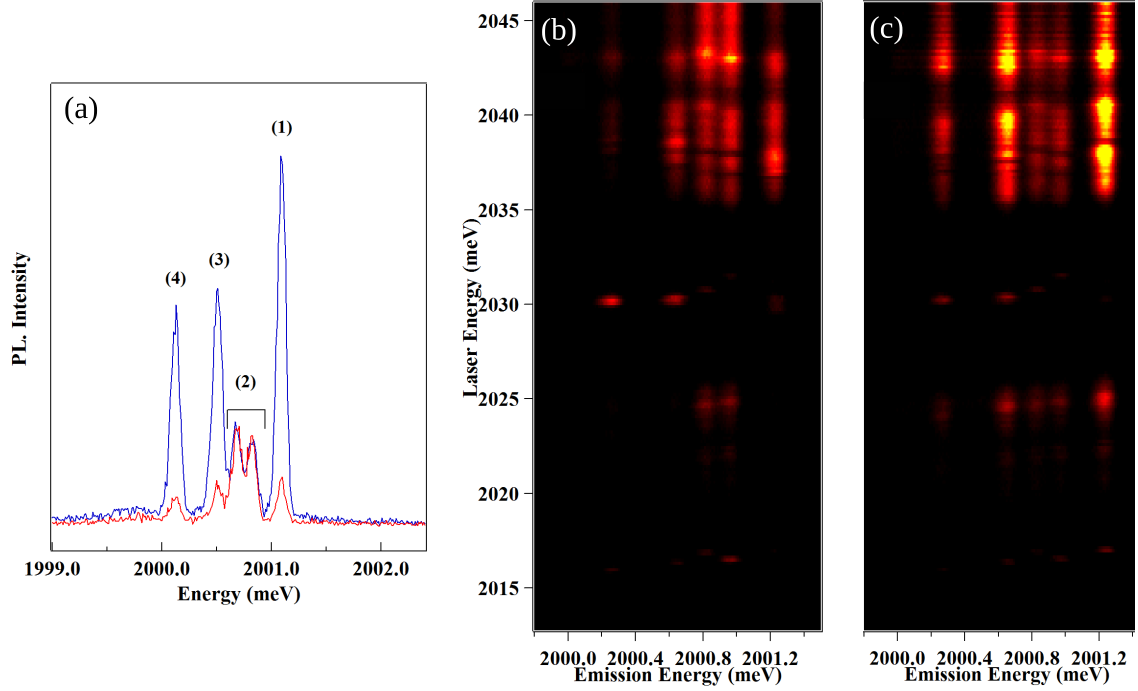 (a)
(1)
(3)
(4)
(2)
PL. Intensity
1999.0 2000.0 2001.0 2002.0
Energy (meV)
(b)
2045
2040
2035
2030
2025
2020
2015
Laser Energy (meV)
2000.0 2000.4 2000.8 2001.2
Emission Energy (meV)
(c)
2000.0 2000.4 2000.8 2001.2
Emission Energy (meV)